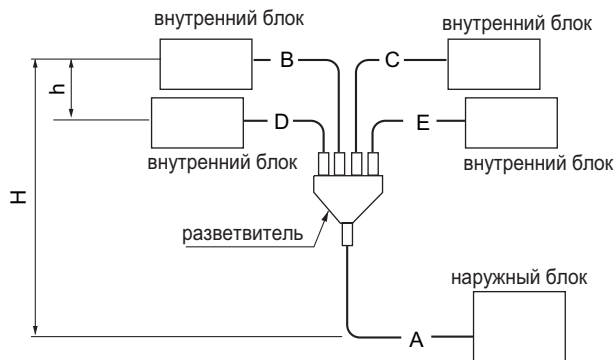 внутренний блок
внутренний блок
B
C
h
D
E
внутренний блок
внутренний блок
H
разветвитель
наружный блок
A